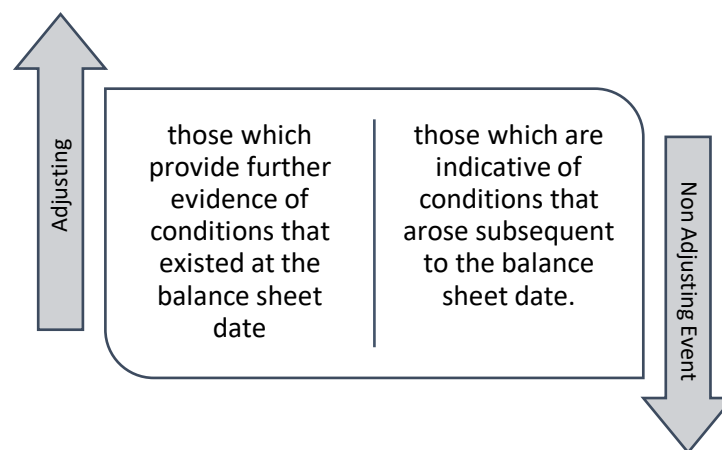 Adjusting
those which
provide further
evidence of
conditions that
existed at the
balance sheet
date
those which are
indicative of
conditions that
arose subsequent
to the balance
sheet date.
Non Adjusting Event